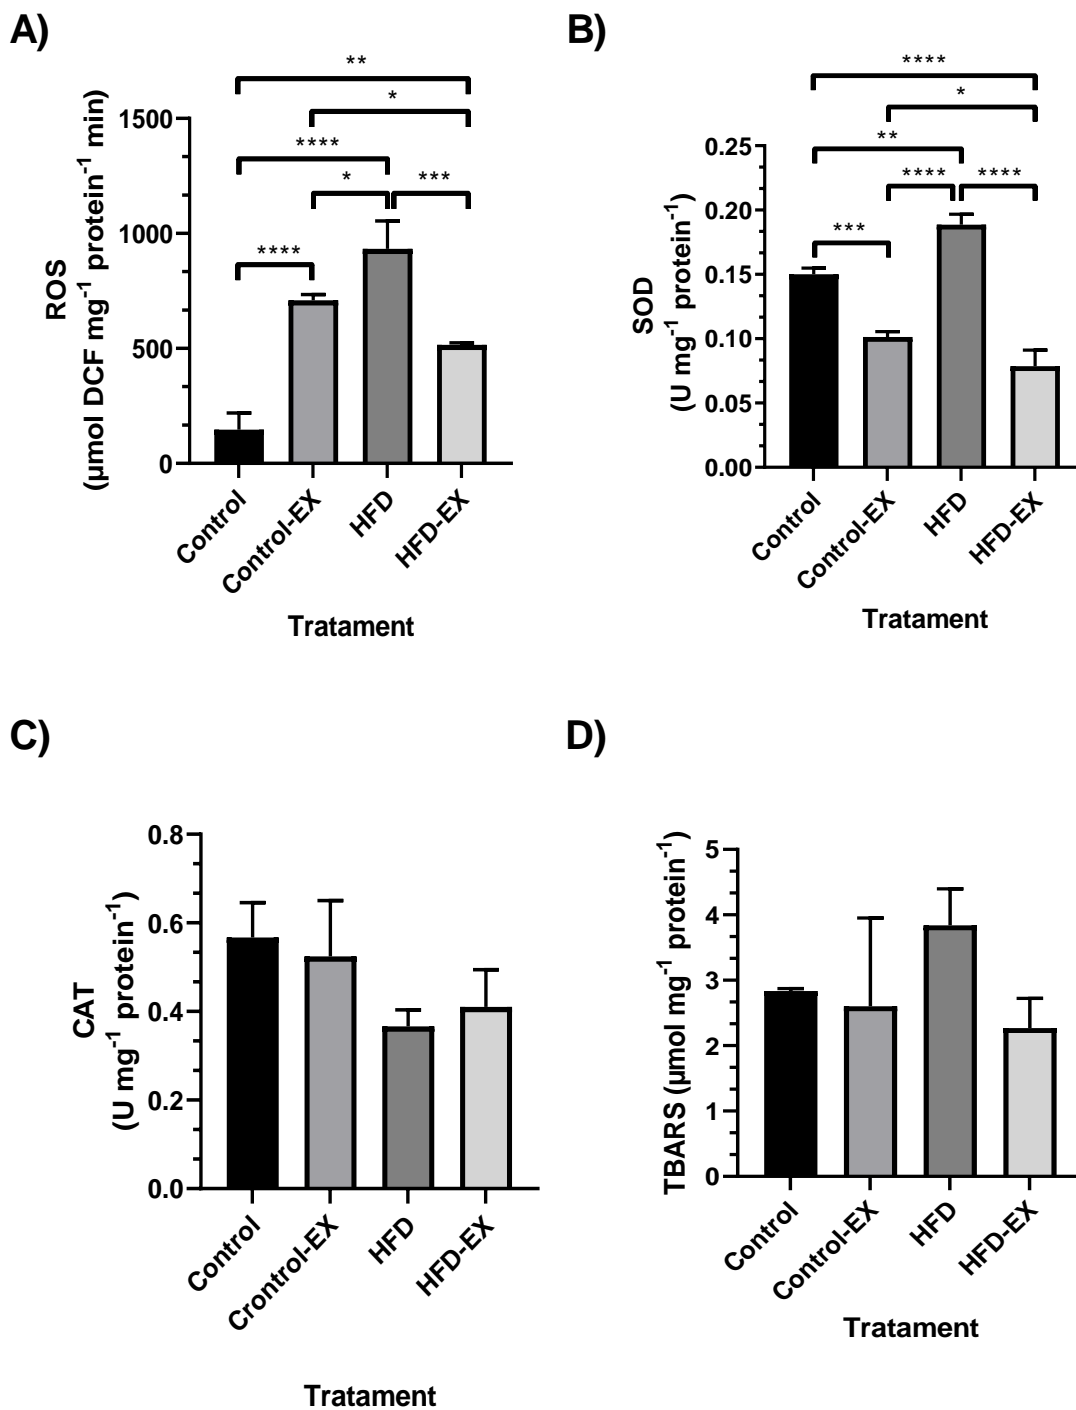 A)
**
*
****
*
***
****
ROS
(µmol DCF mg⁻¹ protein⁻¹ min)
1500
1000
500
0
Control
Control-EX
HFD
HFD-EX
Tratament
B)
****
*
**
****
****
***
SOD
(U mg⁻¹ protein⁻¹)
0.25
0.20
0.15
0.10
0.05
0.00
Control
Control-EX
HFD
HFD-EX
Tratament
C)
CAT
(U mg⁻¹ protein⁻¹)
0.8
0.6
0.4
0.2
0.0
Control
Crontrol-EX
HFD
HFD-EX
Tratament
D)
TBARS (µmol mg⁻¹ protein⁻¹)
5
4
3
2
1
0
Control
Control-EX
HFD
HFD-EX
Tratament